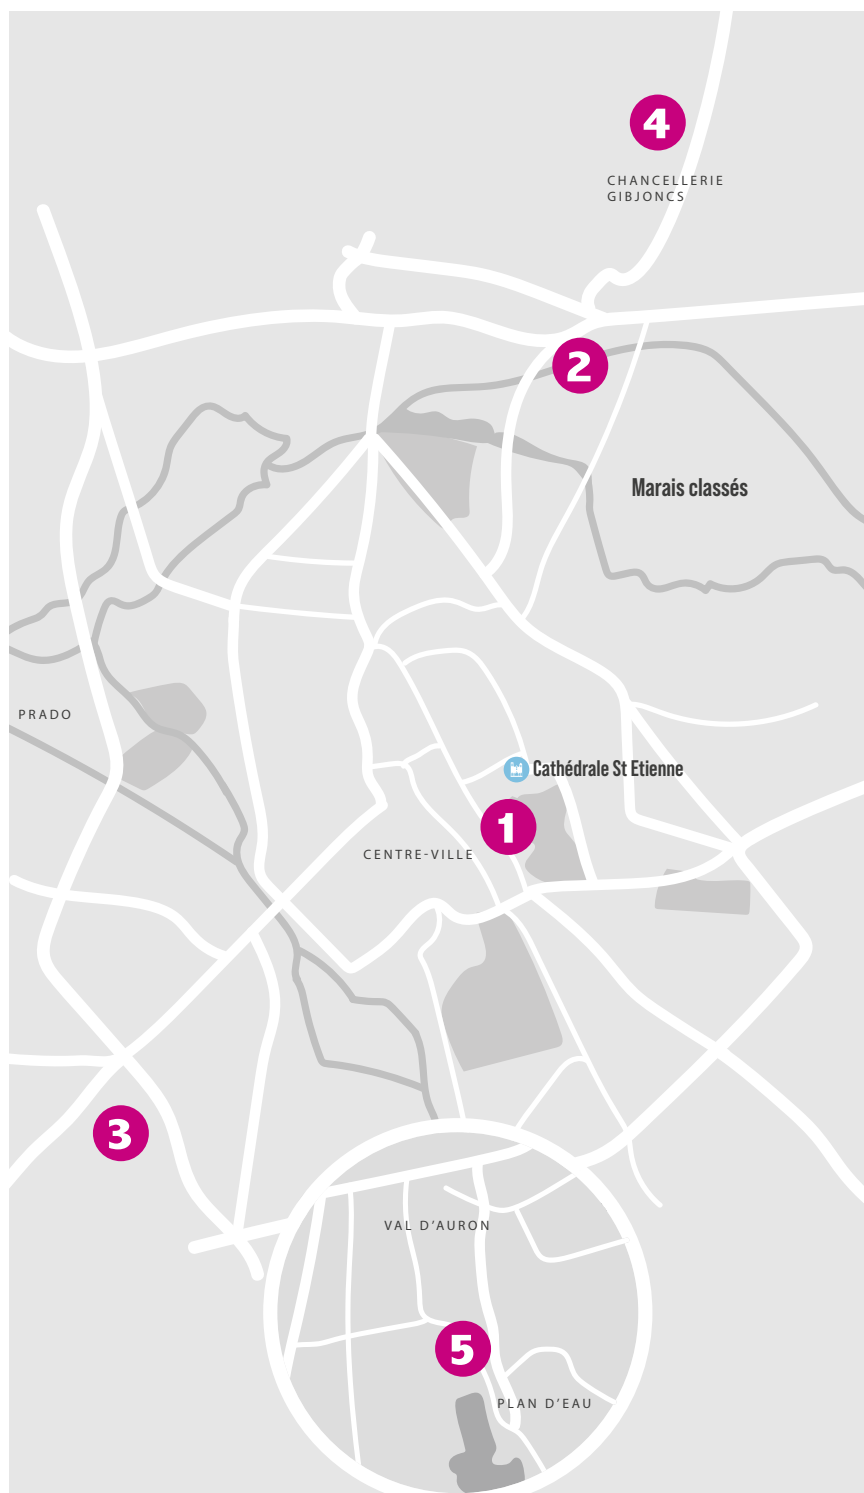 4
CHANCELLERIE
GIBJONCS
2
Marais classés
PRADO
Cathédrale St Etienne
1
CENTRE-VILLE
3
VAL D'AURON
5
PLAN D'EAU